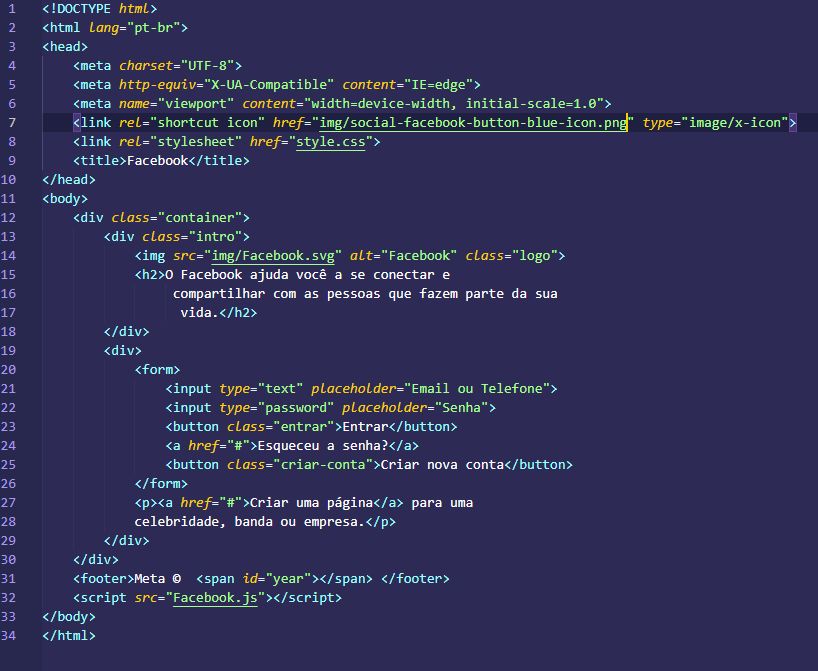 1 <!DOCTYPE html>
2 <html lang="pt-br">
3 <head>
4     <meta charset="UTF-8">
5     <meta http-equiv="X-UA-Compatible" content="IE=edge">
6     <meta name="viewport" content="width=device-width, initial-scale=1.0">
7     <link rel="shortcut icon" href="img/social-facebook-button-blue-icon.png" type="image/x-icon">
8     <link rel="stylesheet" href="style.css">
9     <title>Facebook</title>
10 </head>
11 <body>
12     <div class="container">
13         <div class="intro">
14             <img src="img/Facebook.svg" alt="Facebook" class="logo">
15             <h2>O Facebook ajuda você a se conectar e
16                  compartilhar com as pessoas que fazem parte da sua
17                   vida.</h2>
18         </div>
19         <div>
20             <form>
21                 <input type="text" placeholder="Email ou Telefone">
22                 <input type="password" placeholder="Senha">
23                 <button class="entrar">Entrar</button>
24                 <a href="#">Esqueceu a senha?</a>
25                 <button class="criar-conta">Criar nova conta</button>
26             </form>
27             <p><a href="#">Criar uma página</a> para uma
28             celebridade, banda ou empresa.</p>
29         </div>
30     </div>
31     <footer>Meta ©  <span id="year"></span> </footer>
32     <script src="Facebook.js"></script>
33 </body>
34 </html>